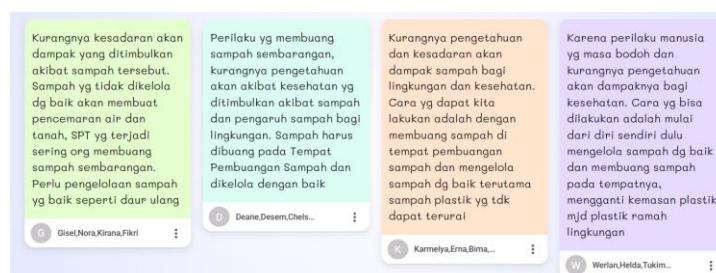 Kurangnya kesadaran akan
dampak yang ditimbulkan
akibat sampah tersebut.
Sampah yg tidak dikelola
dg baik akan membuat
pencemaran air dan
tanah, SPT yg terjadi
sering org membuang
sampah sembarangan.
Perlu pengelolaan sampah
yg baik seperti daur ulang
G
Gisel,Nora,Kirana,Fikri
Perilaku yg membuang
sampah sembarangan,
kurangnya pengetahuan
akan akibat kesehatan yg
ditimbulkan akibat sampah
dan pengaruh sampah bagi
lingkungan. Sampah harus
dibuang pada Tempat
Pembuangan Sampah dan
dikelola dengan baik
D
Deane,Desem,Chels...
Kurangnya pengetahuan
dan kesadaran akan
dampak sampah bagi
lingkungan dan kesehatan.
Cara yg dapat kita
lakukan adalah dengan
membuang sampah di
tempat pembuangan
sampah dan mengelola
sampah dg baik terutama
sampah plastik yg tdk
dapat terurai
K
Karmelya,Erna,Bima,...
Karena perilaku manusia
yg masa bodoh dan
kurangnya pengetahuan
akan dampaknya bagi
kesehatan. Cara yg bisa
dilakukan adalah mulai
dari diri sendiri dulu
mengelola sampah dg baik
dan membuang sampah
pada tempatnya,
mengganti kemasan plastik
mjd plastik ramah
lingkungan
W
Werlan,Helda,Tukim...